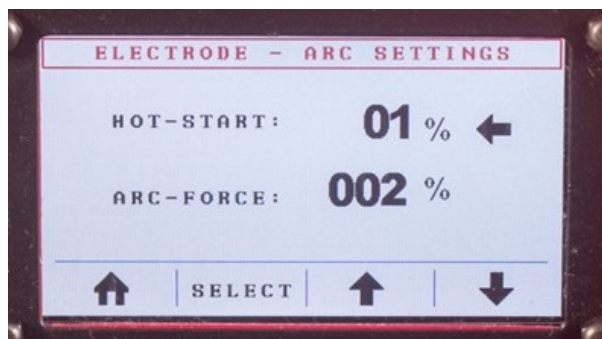 ELECTRODE - ARC SETTINGS
HOT-START: 01 %
ARC-FORCE: 002 %
SELECT